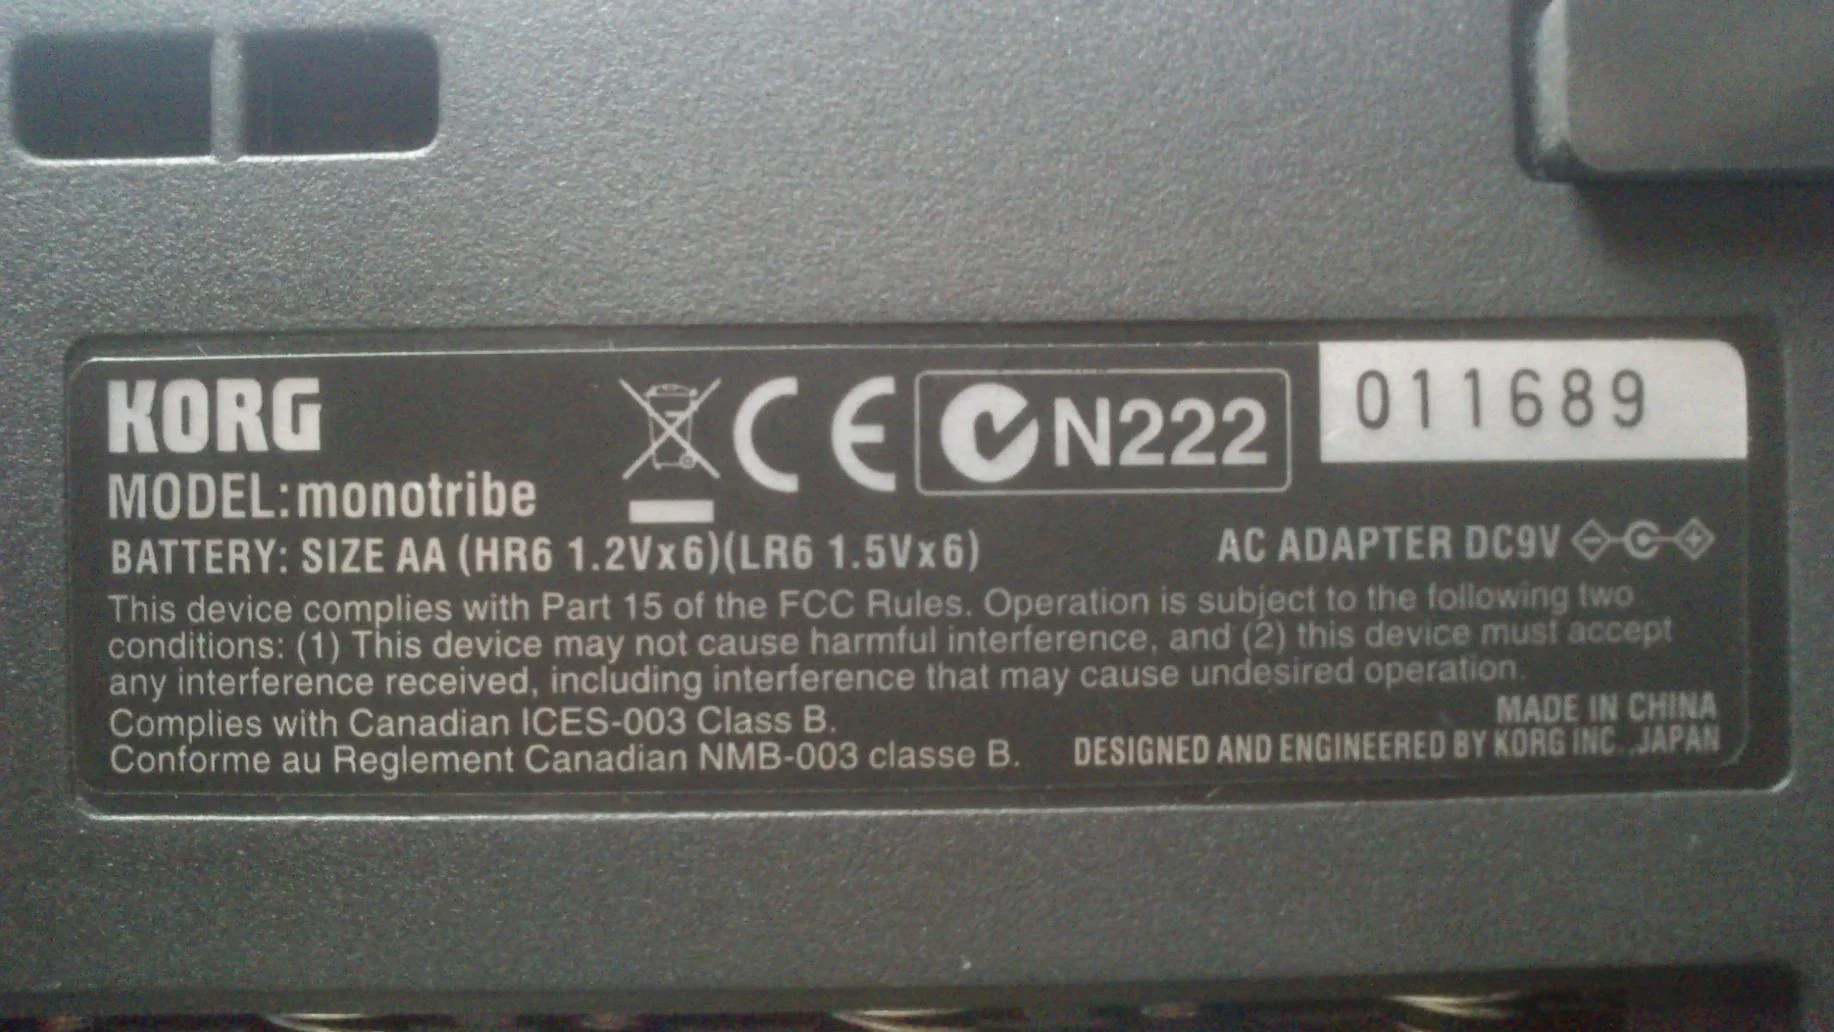 KORG
N222
011689
MODEL:monotribe
BATTERY: SIZE AA (HR6 1.2Vx6)(LR6 1.5Vx6)
AC ADAPTER DC9V
This device complies with Part 15 of the FCC Rules. Operation is subject to the following two
conditions: (1) This device may not cause harmful interference, and (2) this device must accept
any interference received, including interference that may cause undesired operation.
Complies with Canadian ICES-003 Class B.
MADE IN CHINA
Conforme au Reglement Canadian NMB-003 classe B.
DESIGNED AND ENGINEERED BY KORG INC. JAPAN